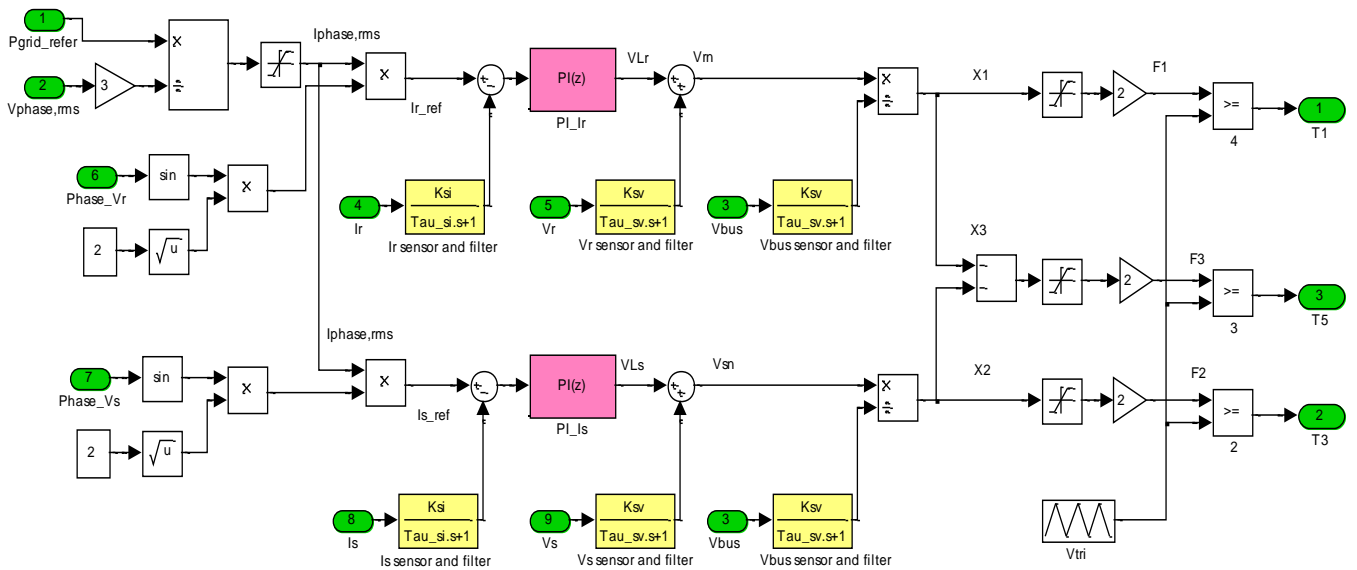 1
Pgrid_refer
2
Vphase,rms
3
X
÷
Iphase,rms
X
Ir_ref
+
-
PI(z)
PI_Ir
VLr
+
+
Vrn
X
÷
X1
2
F1
>=
4
1
T1
6
Phase_Vr
sin
X
2
√u
4
Ir
Ksi
Tau_si.s+1
Ir sensor and filter
5
Vr
Ksv
Tau_sv.s+1
Vr sensor and filter
3
Vbus
Ksv
Tau_sv.s+1
Vbus sensor and filter
X3
-
-
2
F3
>=
3
3
T5
Iphase,rms
7
Phase_Vs
sin
X
2
√u
X
Is_ref
+
-
PI(z)
PI_Is
VLs
+
+
Vsn
X
÷
X2
2
F2
>=
2
2
T3
8
Is
Ksi
Tau_si.s+1
Is sensor and filter
9
Vs
Ksv
Tau_sv.s+1
Vs sensor and filter
3
Vbus
Ksv
Tau_sv.s+1
Vbus sensor and filter
Vtri